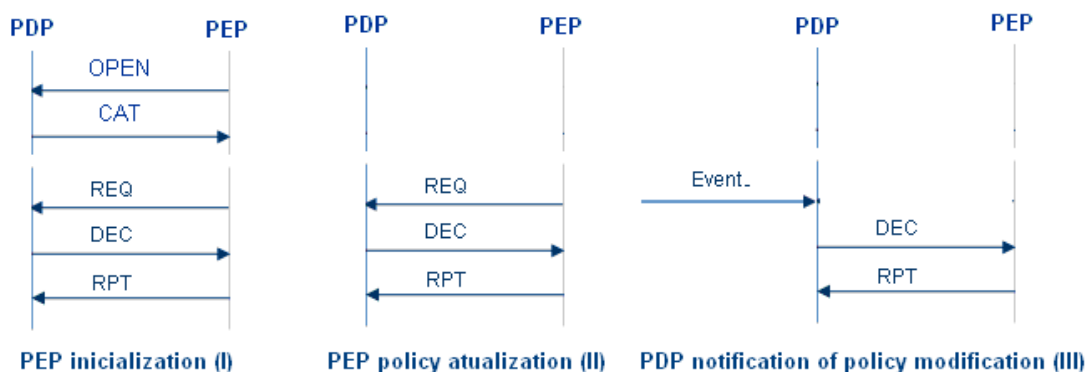 PDP PEP PDP PEP PDP PEP
OPEN
CAT
REQ REQ Event_
DEC DEC DEC
RPT RPT RPT
PEP inicialization (I) PEP policy atualization (II) PDP notification of policy modification (III)